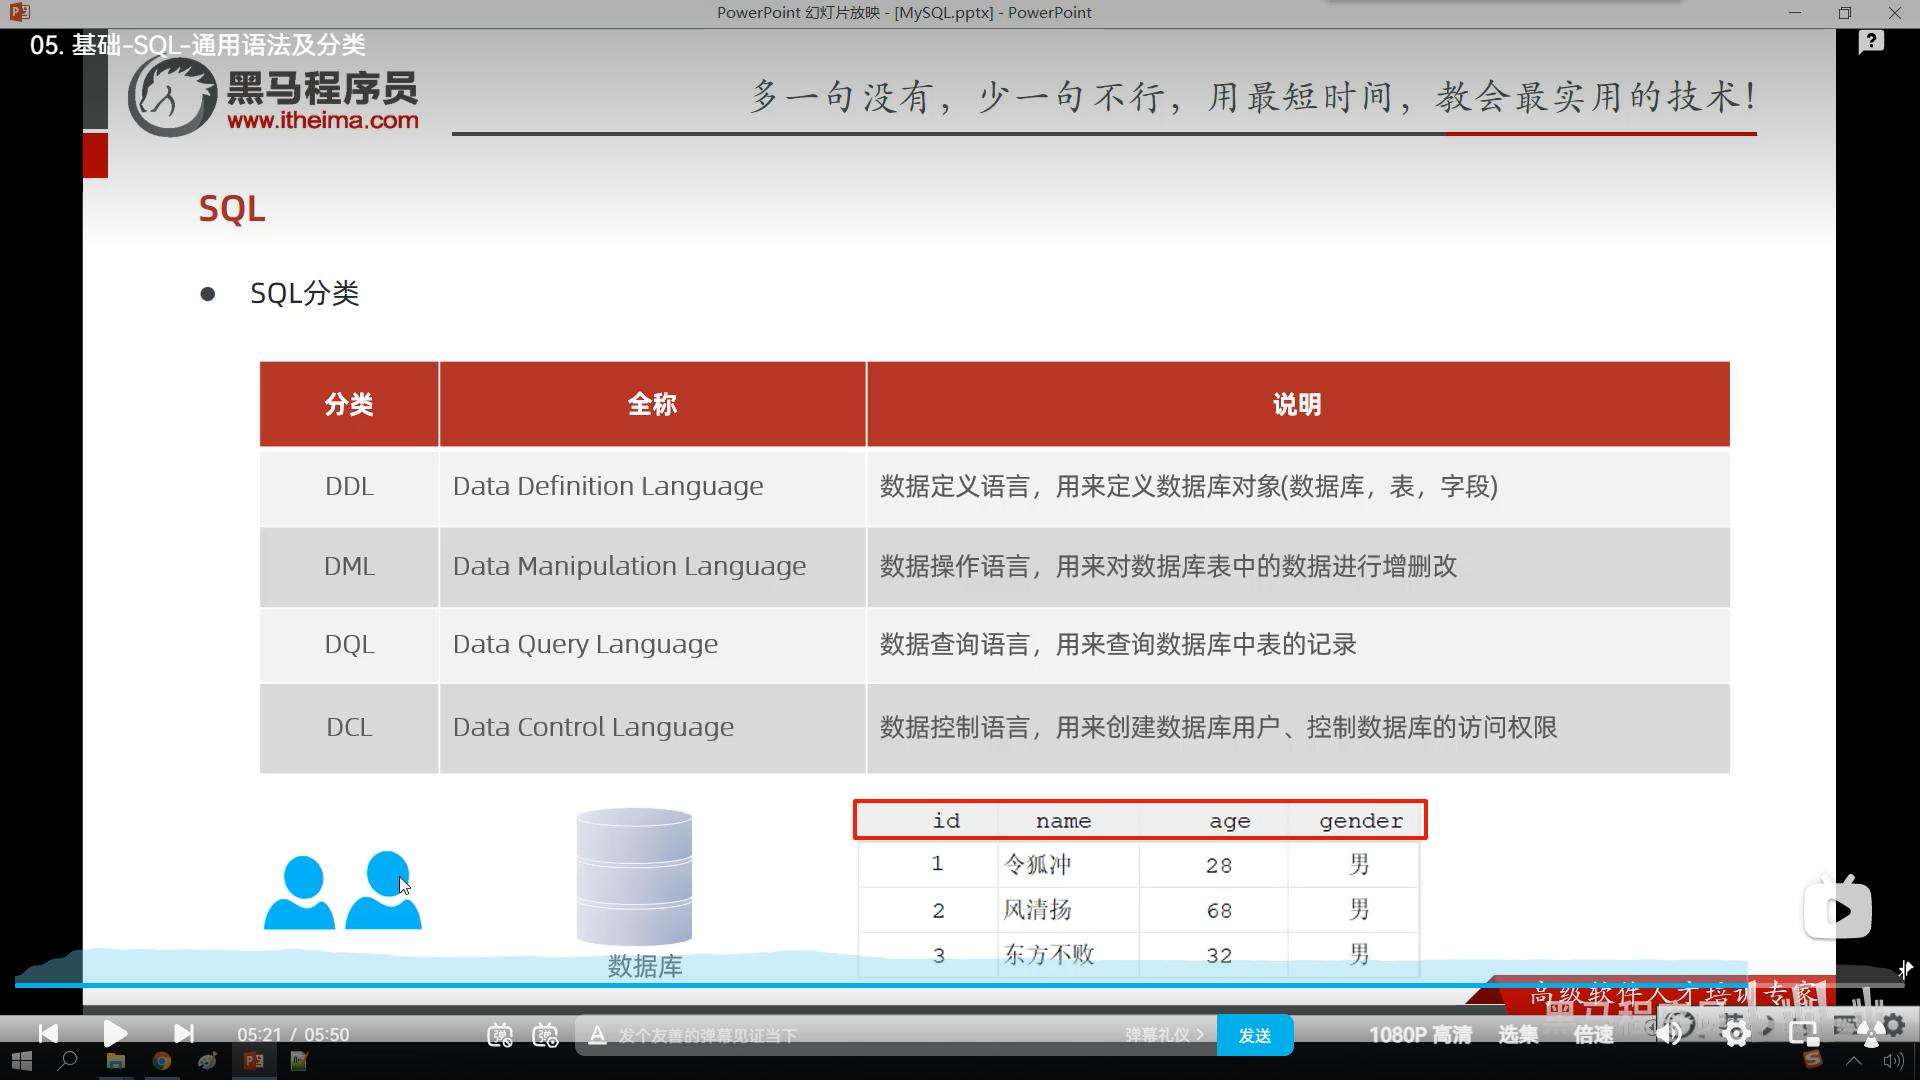 PowerPoint 幻灯片放映 - [MySQL.pptx] - PowerPoint
05. 基础-SQL-通用语法及分类
黑马程序员
www.itheima.com
多一句没有，少一句不行，用最短时间，教会最实用的技术！
SQL
● SQL分类
分类 全称 说明
DDL Data Definition Language 数据定义语言，用来定义数据库对象(数据库，表，字段)
DML Data Manipulation Language 数据操作语言，用来对数据库表中的数据进行增删改
DQL Data Query Language 数据查询语言，用来查询数据库中表的记录
DCL Data Control Language 数据控制语言，用来创建数据库用户、控制数据库的访问权限
id name age gender
1 令狐冲 28 男
2 风清扬 68 男
3 东方不败 32 男
数据库
高级软件人才培训专家
05:21 / 05:50
弹 弹
A 发个友善的弹幕见证当下
弹幕礼仪 >
发送
1080P 高清
选集
倍速